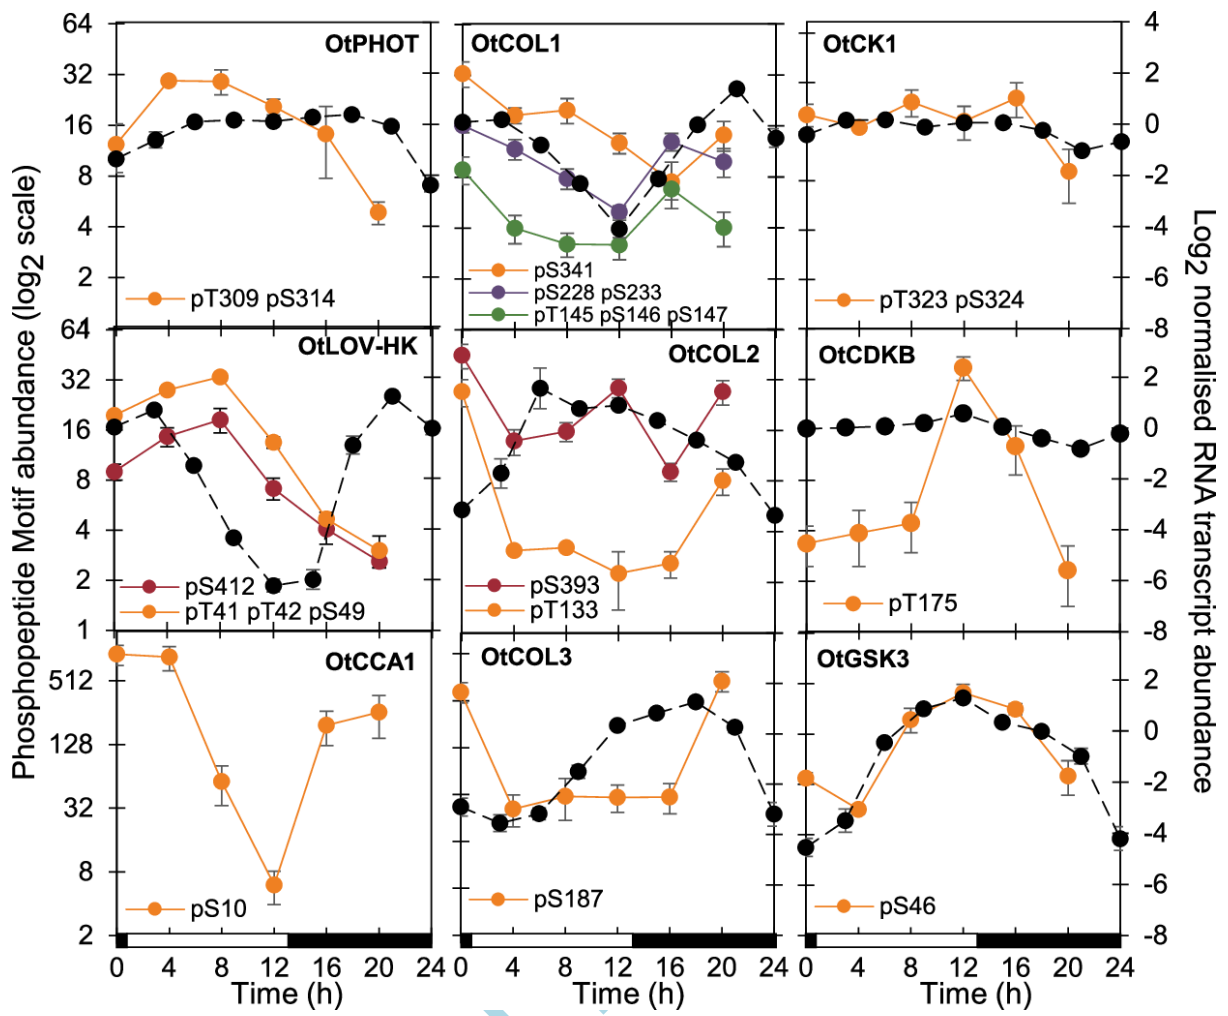 Phosphopeptide Motif abundance (log2 scale)
Log2 normalised RNA transcript abundance
64
32
16
8
4
2
OtPHOT
pT309 pS314
OtCOL1
pS341
pS228 pS233
pT145 pS146 pS147
OtCK1
pT323 pS324
4
2
0
-2
-4
-6
-8
64
32
16
8
4
2
1
OtLOV-HK
pS412
pT41 pT42 pS49
OtCOL2
pS393
pT133
OtCDKB
pT175
2
0
-2
-4
-6
-8
512
128
32
8
2
OtCCA1
pS10
OtCOL3
pS187
OtGSK3
pS46
2
0
-2
-4
-6
-8
0 4 8 12 16 20 24
0 4 8 12 16 20 24
0 4 8 12 16 20 24
Time (h)
Time (h)
Time (h)